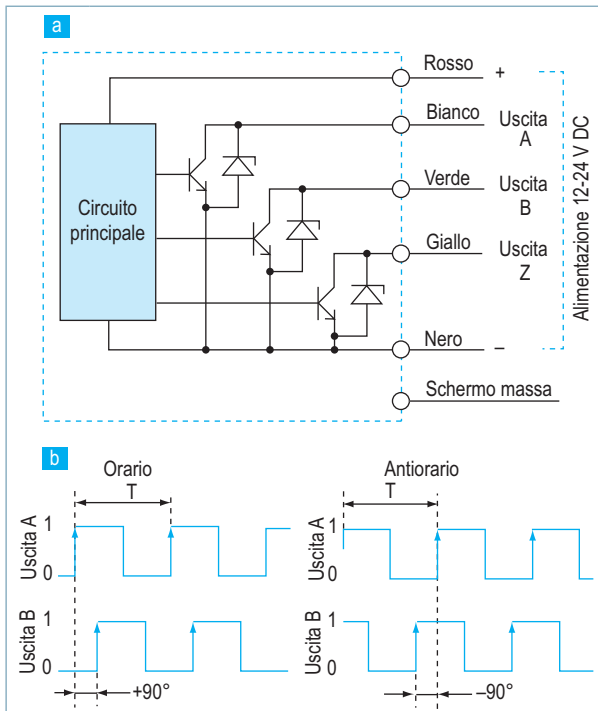 a
Rosso +
Bianco Uscita A
Verde Uscita B
Circuito principale
Giallo Uscita Z
Nero –
Alimentazione 12-24 V DC
Schermo massa
b
Orario
T
Uscita A 1 0
Uscita B 1 0
+90°
Antiorario
T
Uscita A 1 0
Uscita B 1 0
–90°